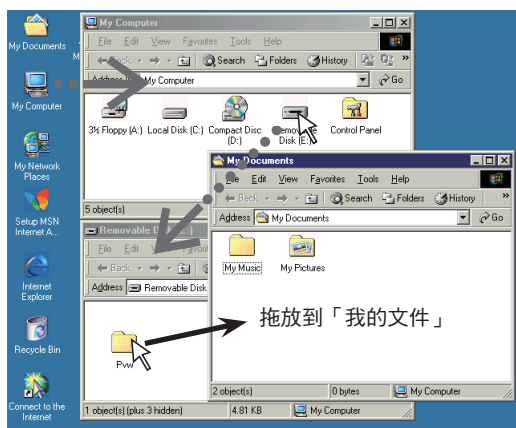 My Documents
My Computer
My Network
Places
Setup MSN
Internet A...
Internet
Explorer
Recycle Bin
Connect to the
Internet
My Computer
File Edit View Favorites Tools Help
Back Search Folders History »
Address My Computer Go
3½ Floppy (A:) Local Disk (C:) Compact Disc Control Panel
(D:) Disk (E:)
5 object(s)
Removable Disk
File Edit
Back
Address Removable Disk
Pvw
1 object(s) (plus 3 hidden) 4.81 KB My Computer
My Documents
File Edit View Favorites Tools Help
Back Search Folders History »
Address My Documents Go
My Music My Pictures
拖放到「我的文件」
2 object(s) 0 bytes My Computer